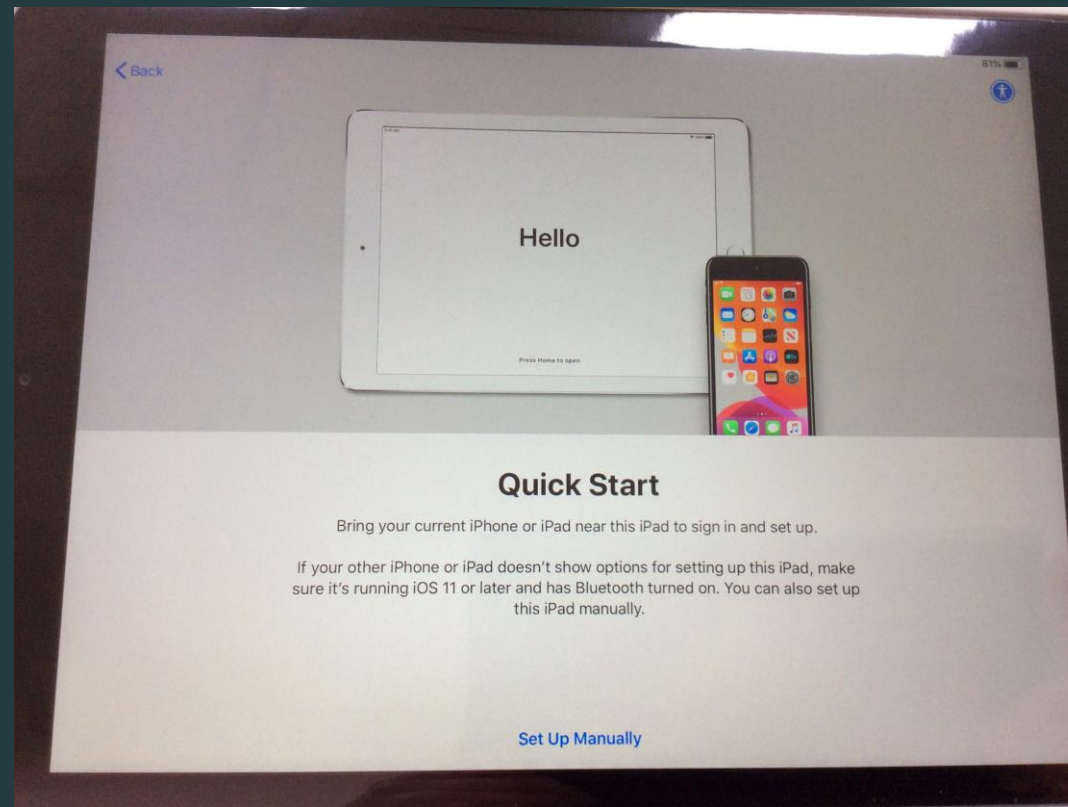 Back
81%
Hello
Press Home to open
Quick Start
Bring your current iPhone or iPad near this iPad to sign in and set up.
If your other iPhone or iPad doesn't show options for setting up this iPad, make
sure it's running iOS 11 or later and has Bluetooth turned on. You can also set up
this iPad manually.
Set Up Manually